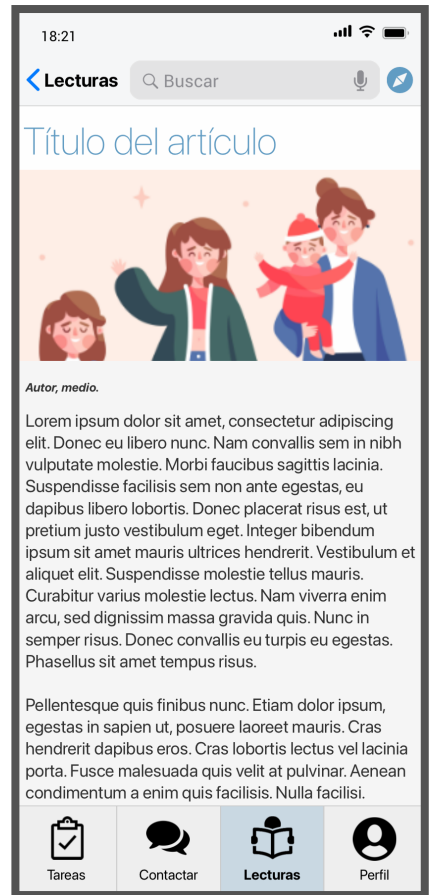 18:21
Lecturas
Buscar
Título del artículo
Autor, medio.
Lorem ipsum dolor sit amet, consectetur adipiscing
elit. Donec eu libero nunc. Nam convallis sem in nibh
vulputate molestie. Morbi faucibus sagittis lacinia.
Suspendisse facilisis sem non ante egestas, eu
dapibus libero lobortis. Donec placerat risus est, ut
pretium justo vestibulum eget. Integer bibendum
ipsum sit amet mauris ultrices hendrerit. Vestibulum et
aliquet elit. Suspendisse molestie tellus mauris.
Curabitur varius molestie lectus. Nam viverra enim
arcu, sed dignissim massa gravida quis. Nunc in
semper risus. Donec convallis eu turpis eu egestas.
Phasellus sit amet tempus risus.
Pellentesque quis finibus nunc. Etiam dolor ipsum,
egestas in sapien ut, posuere laoreet mauris. Cras
hendrerit dapibus eros. Cras lobortis lectus vel lacinia
porta. Fusce malesuada quis velit at pulvinar. Aenean
condimentum a enim quis facilisis. Nulla facilisi.
Tareas
Contactar
Lecturas
Perfil